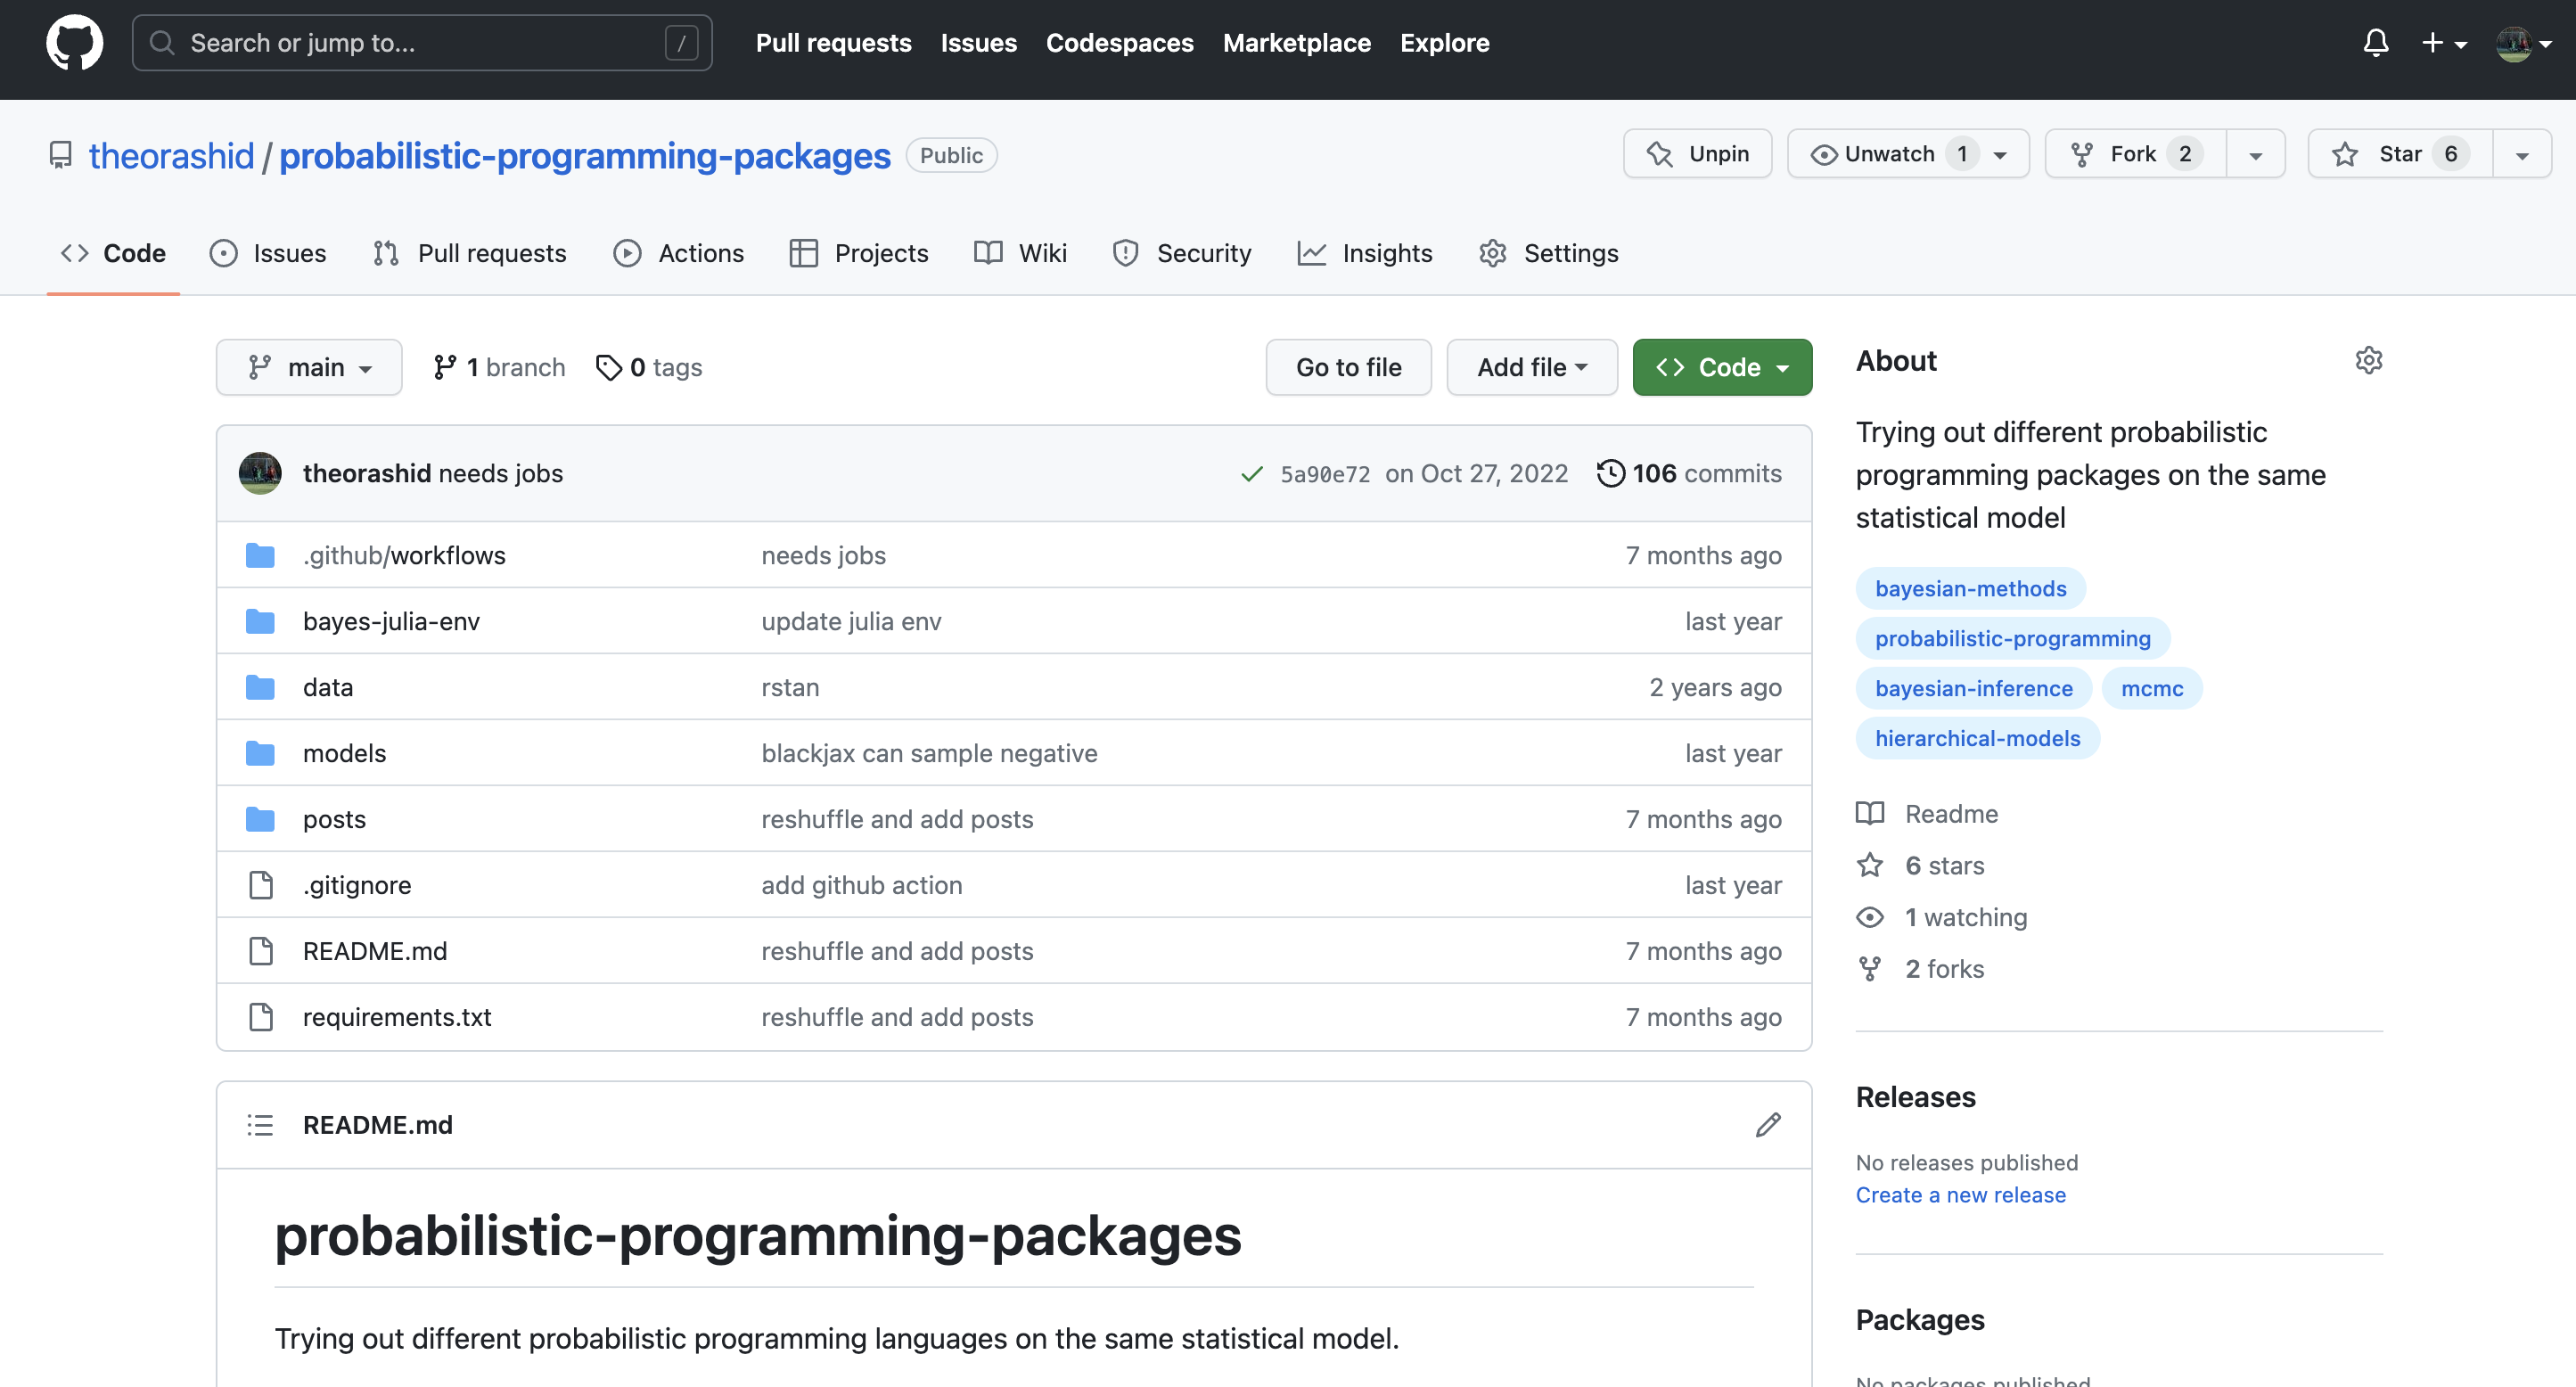 Search or jump to... /
Pull requests Issues Codespaces Marketplace Explore
theorashid / probabilistic-programming-packages Public
Unpin Unwatch 1 Fork 2 Star 6
Code Issues Pull requests Actions Projects Wiki Security Insights Settings
main 1 branch 0 tags Go to file Add file Code
theorashid needs jobs 5a90e72 on Oct 27, 2022 106 commits
.github/workflows needs jobs 7 months ago
bayes-julia-env update julia env last year
data rstan 2 years ago
models blackjax can sample negative last year
posts reshuffle and add posts 7 months ago
.gitignore add github action last year
README.md reshuffle and add posts 7 months ago
requirements.txt reshuffle and add posts 7 months ago
README.md
probabilistic-programming-packages
Trying out different probabilistic programming languages on the same statistical model.
About
Trying out different probabilistic
programming packages on the same
statistical model
bayesian-methods
probabilistic-programming
bayesian-inference mcmc
hierarchical-models
Readme
6 stars
1 watching
2 forks
Releases
No releases published
Create a new release
Packages
No packages published